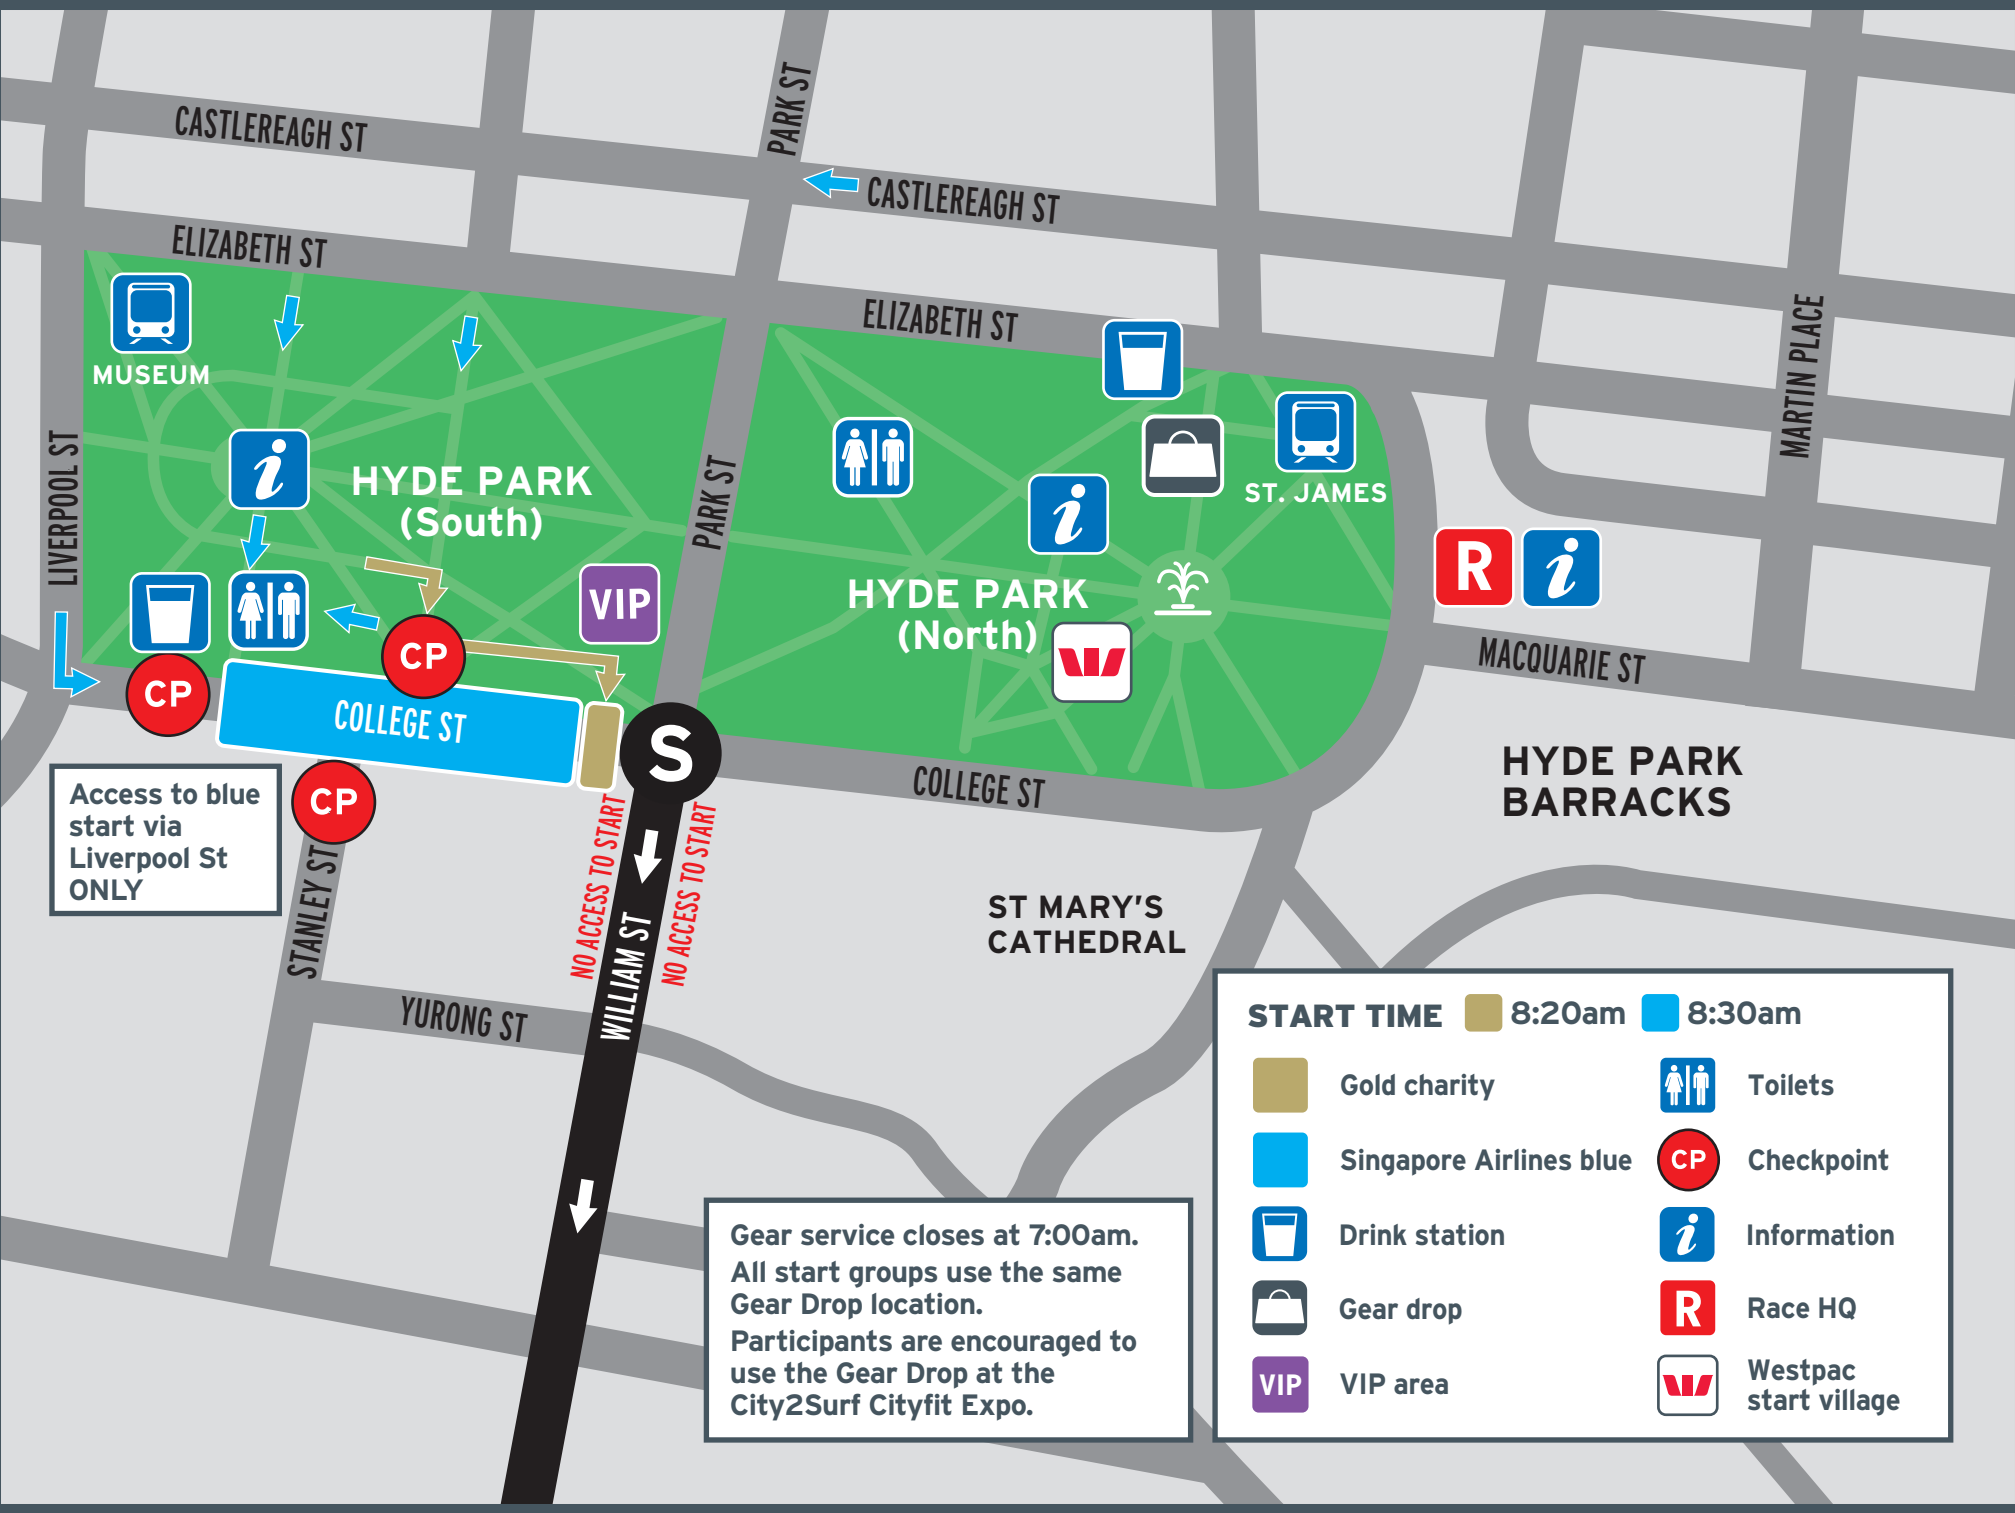 PARK ST
CASTLEREAGH ST
CASTLEREAGH ST
ELIZABETH ST
ELIZABETH ST
MARTIN PLACE
MUSEUM
LIVERPOOL ST
HYDE PARK
(South)
PARK ST
ST. JAMES
VIP
HYDE PARK
(North)
R
i
i
i
CP
CP
CP
COLLEGE ST
S
MACQUARIE ST
COLLEGE ST
HYDE PARK
BARRACKS
Access to blue
start via
Liverpool St
ONLY
STANLEY ST
NO ACCESS TO START
NO ACCESS TO START
WILLIAM ST
ST MARY'S
CATHEDRAL
YURONG ST
START TIME 8:20am 8:30am
Gold charity
Toilets
Singapore Airlines blue
CP Checkpoint
Drink station
i Information
Gear drop
R Race HQ
VIP VIP area
Westpac
start village
Gear service closes at 7:00am.
All start groups use the same
Gear Drop location.
Participants are encouraged to
use the Gear Drop at the
City2Surf Cityfit Expo.